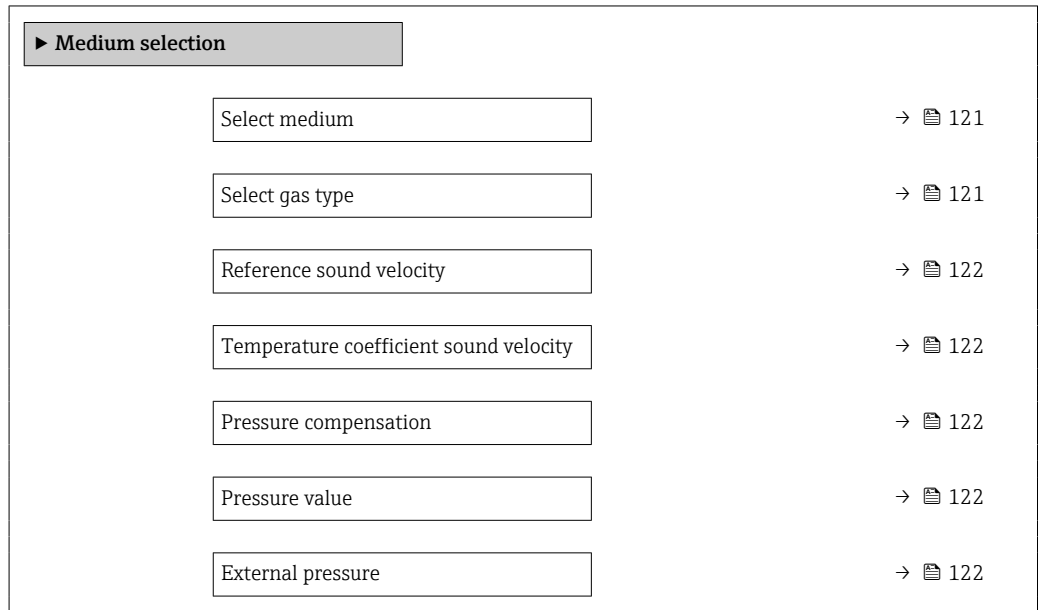 ▶ Medium selection
Select medium → 121
Select gas type → 121
Reference sound velocity → 122
Temperature coefficient sound velocity → 122
Pressure compensation → 122
Pressure value → 122
External pressure → 122